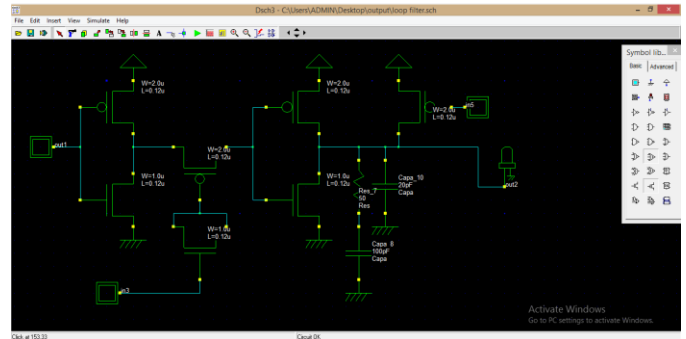 Dsch3 - C:\Users\ADMIN\Desktop\output\loop filter.sch
File Edit Insert View Simulate Help
Symbol lib...
Basic Advanced
W=2.0u
L=0.12u
W=2.0u
L=0.12u
W=2.0u
L=0.12u
in5
out1
W=2.0u
L=0.12u
W=1.0u
L=0.12u
W=1.0u
L=0.12u
Res_7
50
Res
Capa_10
20pF
Capa
out2
W=1.0u
L=0.12u
Capa_8
100pF
Capa
in3
Activate Windows
Go to PC settings to activate Windows.
Click at 153.33
Circuit OK